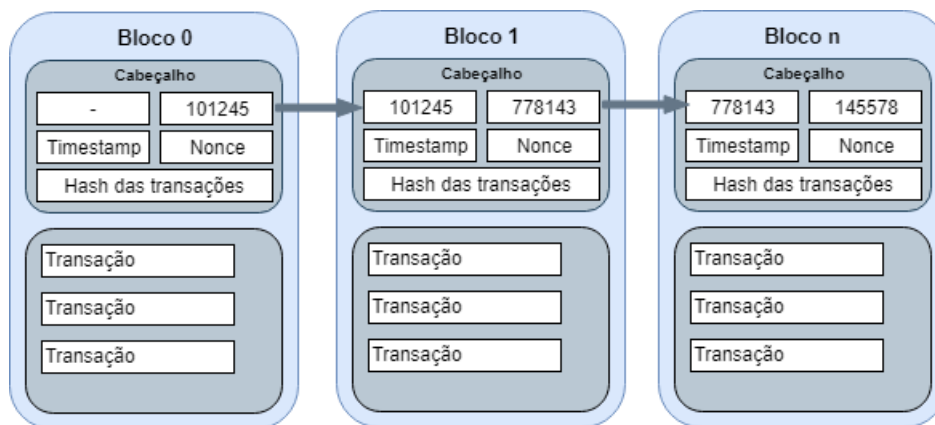 Bloco 0
Cabeçalho
-
101245
Timestamp
Nonce
Hash das transações
Transação
Transação
Transação
Bloco 1
Cabeçalho
101245
778143
Timestamp
Nonce
Hash das transações
Transação
Transação
Transação
Bloco n
Cabeçalho
778143
145578
Timestamp
Nonce
Hash das transações
Transação
Transação
Transação